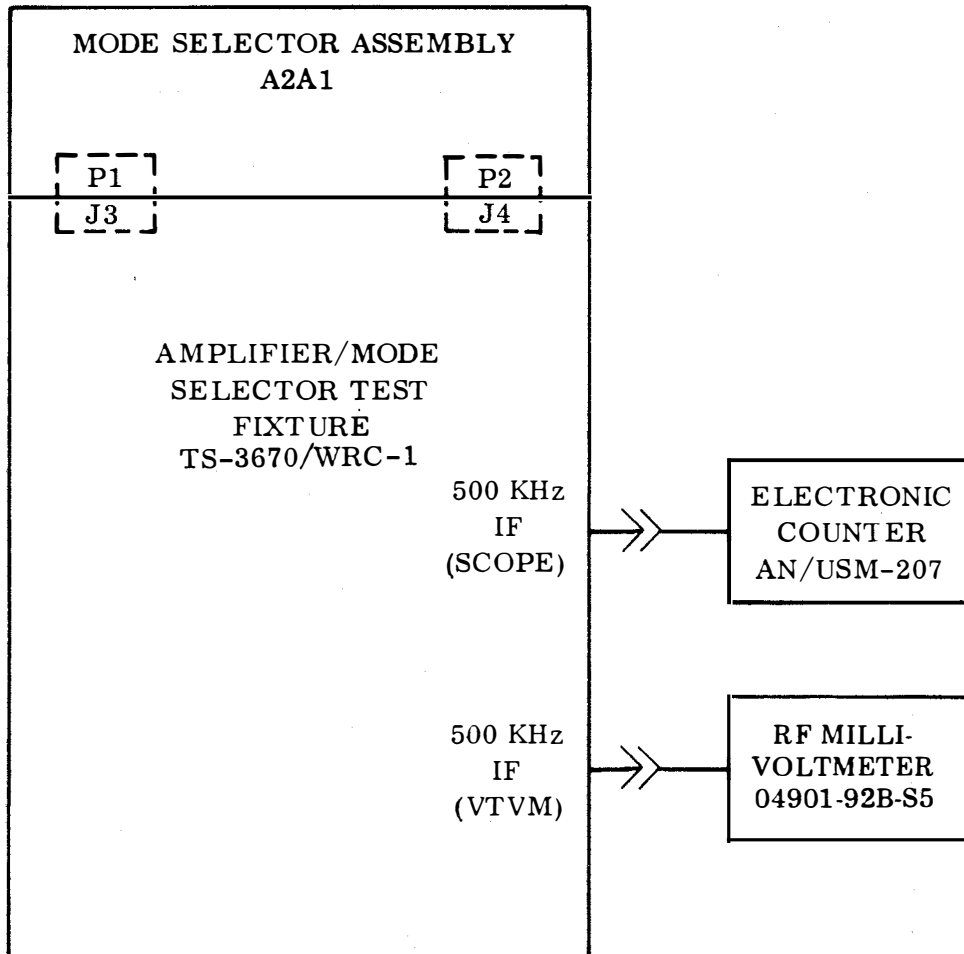 MODE SELECTOR ASSEMBLY
A2A1
P1
P2
J3
J4
AMPLIFIER/MODE
SELECTOR TEST
FIXTURE
TS-3670/WRC-1
500 KHz
IF
(SCOPE)
ELECTRONIC
COUNTER
AN/USM-207
500 KHz
IF
(VTVM)
RF MILLI-
VOLTMETER
04901-92B-S5